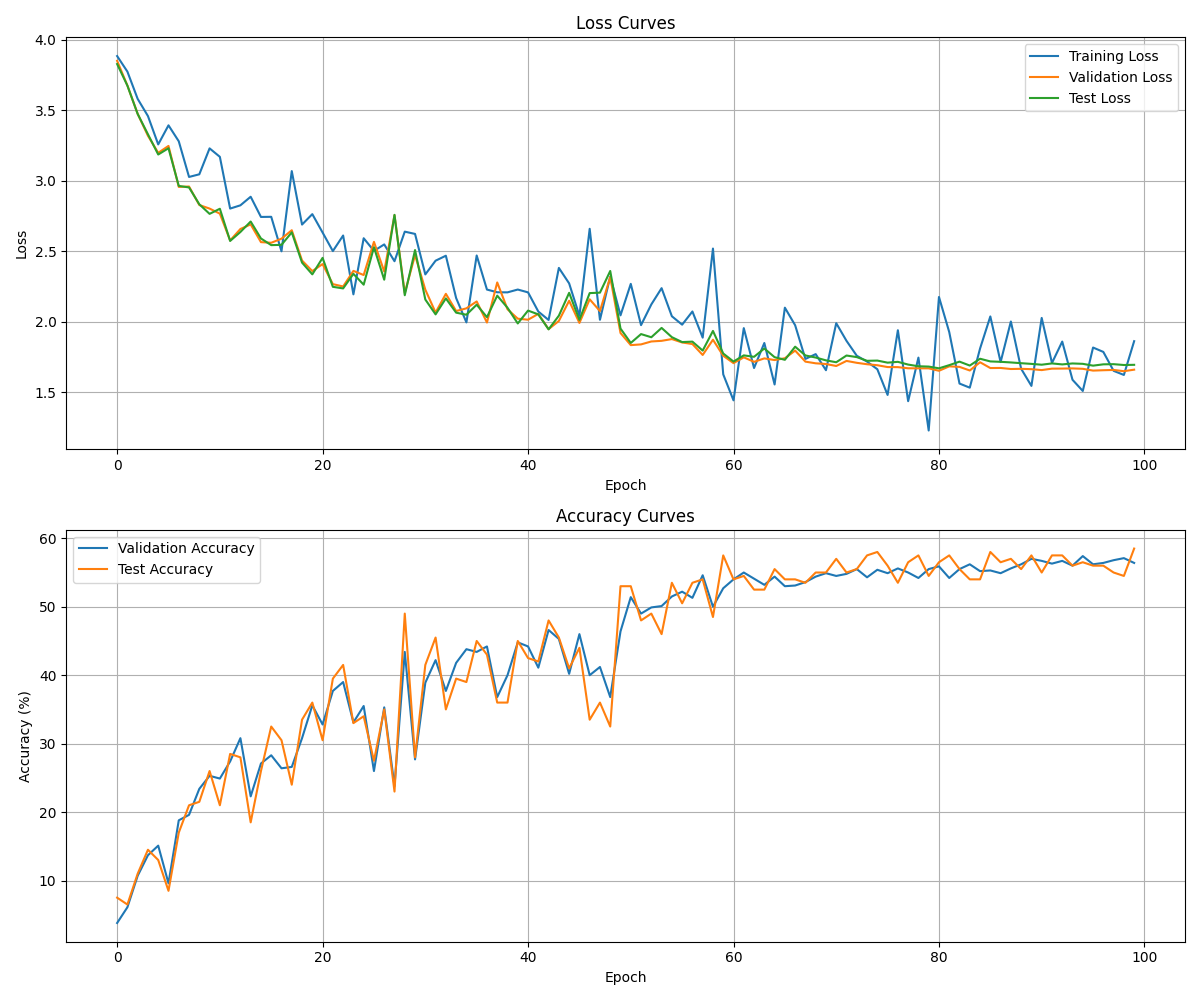 Loss Curves
4.0
3.5
3.0
2.5
2.0
1.5
Loss
Training Loss
Validation Loss
Test Loss
0
20
40
60
80
100
Epoch
Accuracy Curves
60
50
40
30
20
10
Accuracy (%)
Validation Accuracy
Test Accuracy
0
20
40
60
80
100
Epoch